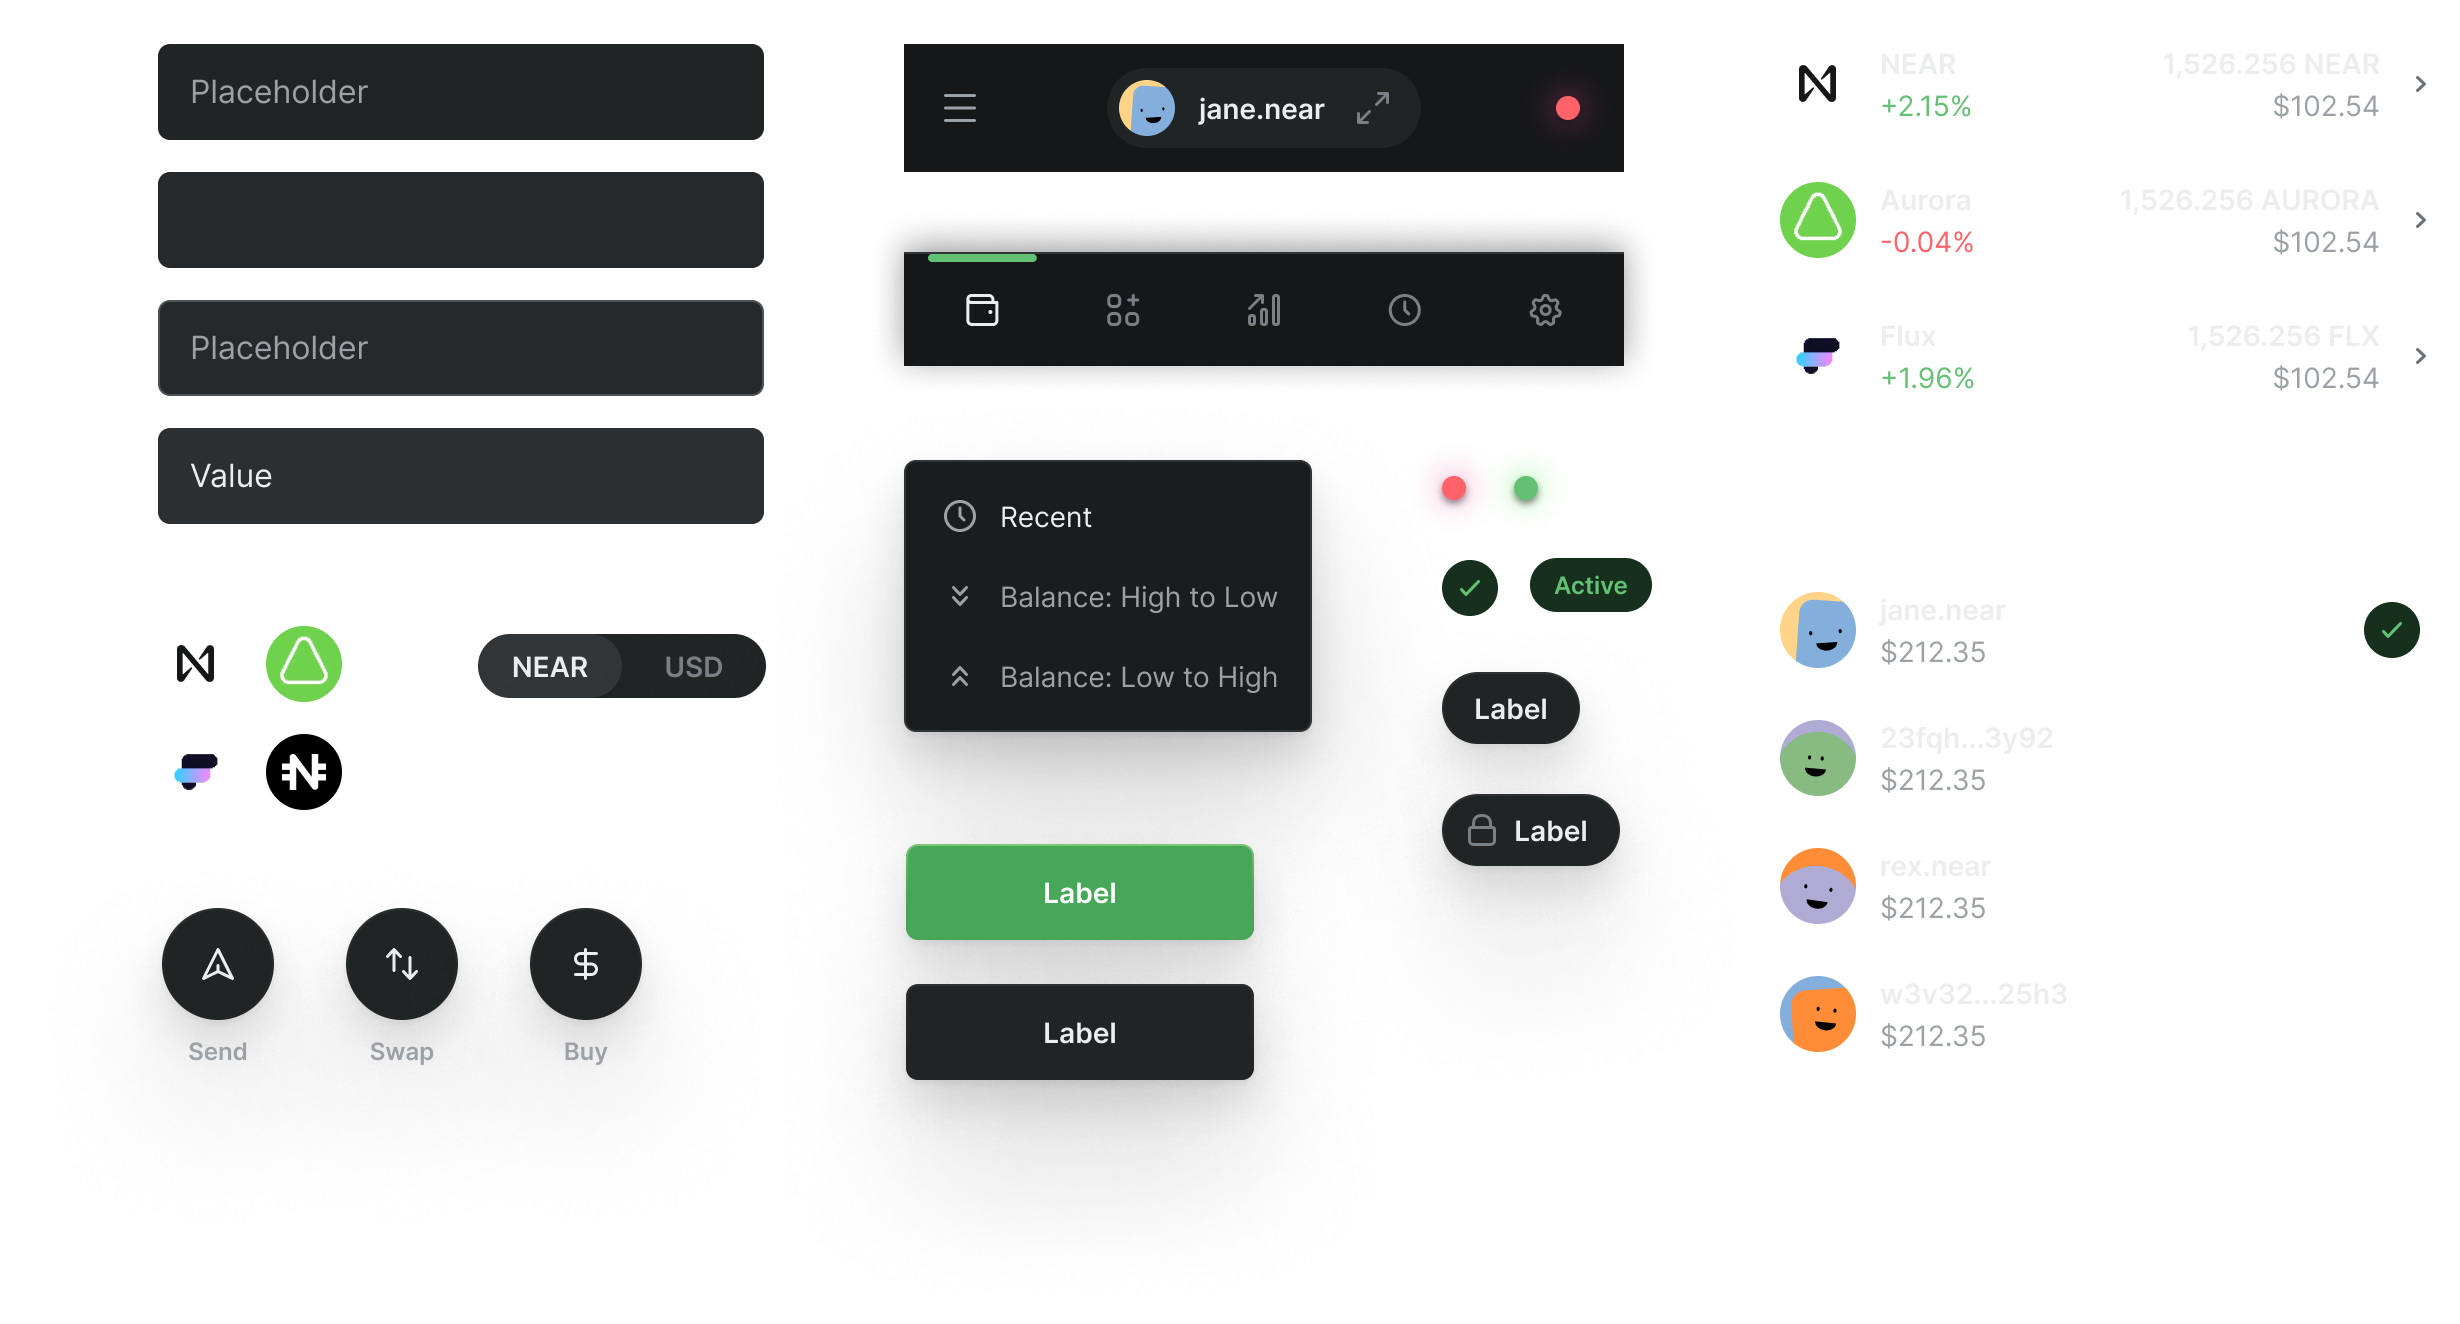 Placeholder
Placeholder
Value
NEAR
USD
Send
Swap
Buy
jane.near
Recent
Balance: High to Low
Balance: Low to High
Label
Label
Active
Label
Label
NEAR
1,526.256 NEAR
+2.15%
$102.54
Aurora
1,526.256 AURORA
-0.04%
$102.54
Flux
1,526.256 FLX
+1.96%
$102.54
jane.near
$212.35
23fqh...3y92
$212.35
rex.near
$212.35
w3v32...25h3
$212.35